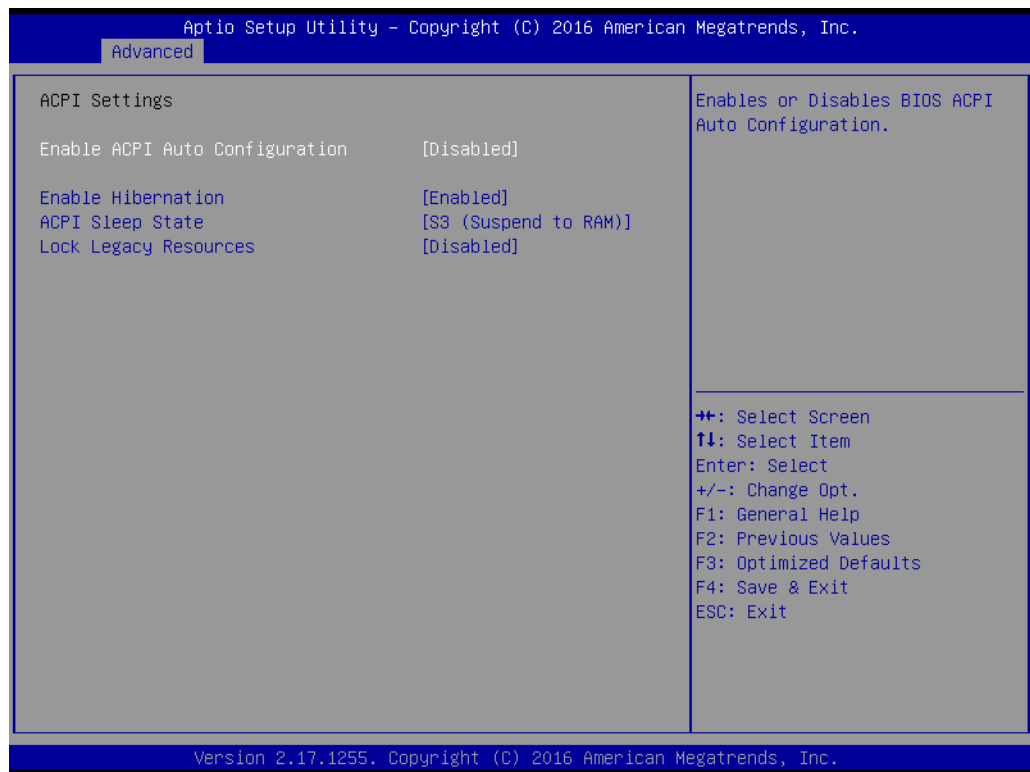 Aptio Setup Utility – Copyright (C) 2016 American Megatrends, Inc.
Advanced
ACPI Settings
Enable ACPI Auto Configuration [Disabled]
Enable Hibernation [Enabled]
ACPI Sleep State [S3 (Suspend to RAM)]
Lock Legacy Resources [Disabled]
Enables or Disables BIOS ACPI
Auto Configuration.
→←: Select Screen
↑↓: Select Item
Enter: Select
+/-: Change Opt.
F1: General Help
F2: Previous Values
F3: Optimized Defaults
F4: Save & Exit
ESC: Exit
Version 2.17.1255. Copyright (C) 2016 American Megatrends, Inc.